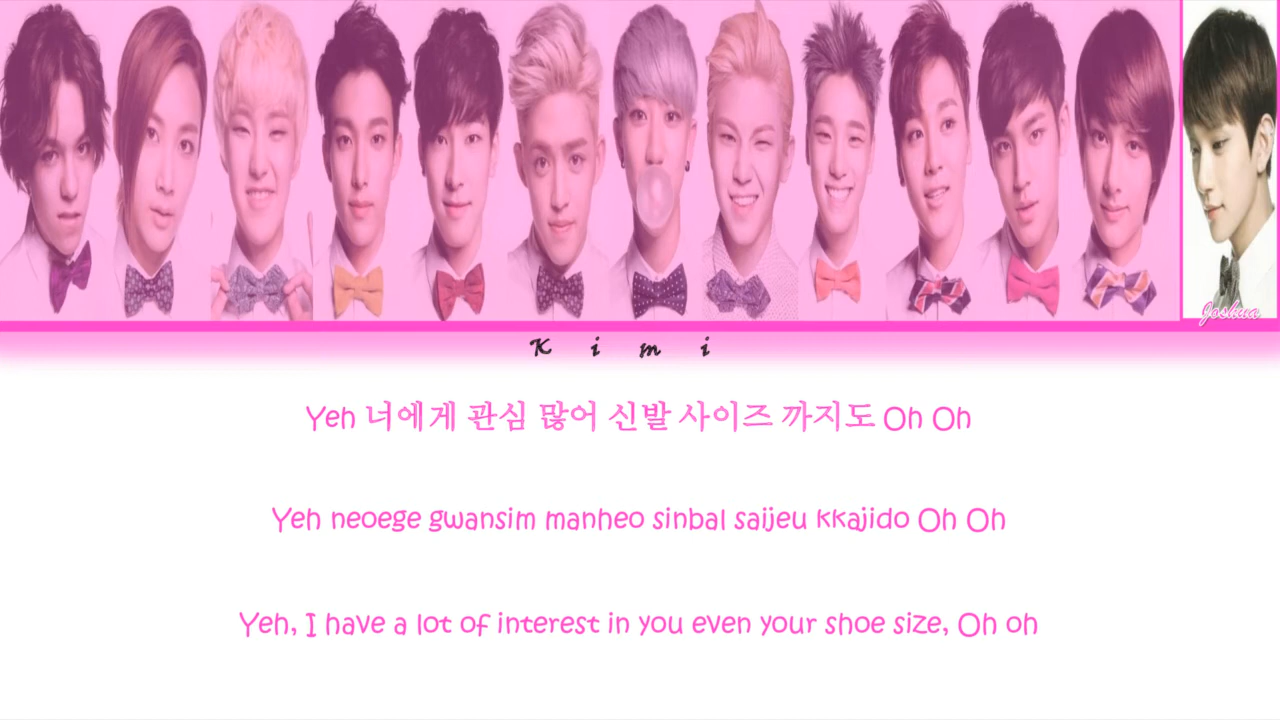 Joshua
K i m i
Yeh 너에게 관심 많어 신발 사이즈 까지도 Oh Oh
Yeh neoege gwansim manheo sinbal saijeu kkajido Oh Oh
Yeh, I have a lot of interest in you even your shoe size, Oh oh